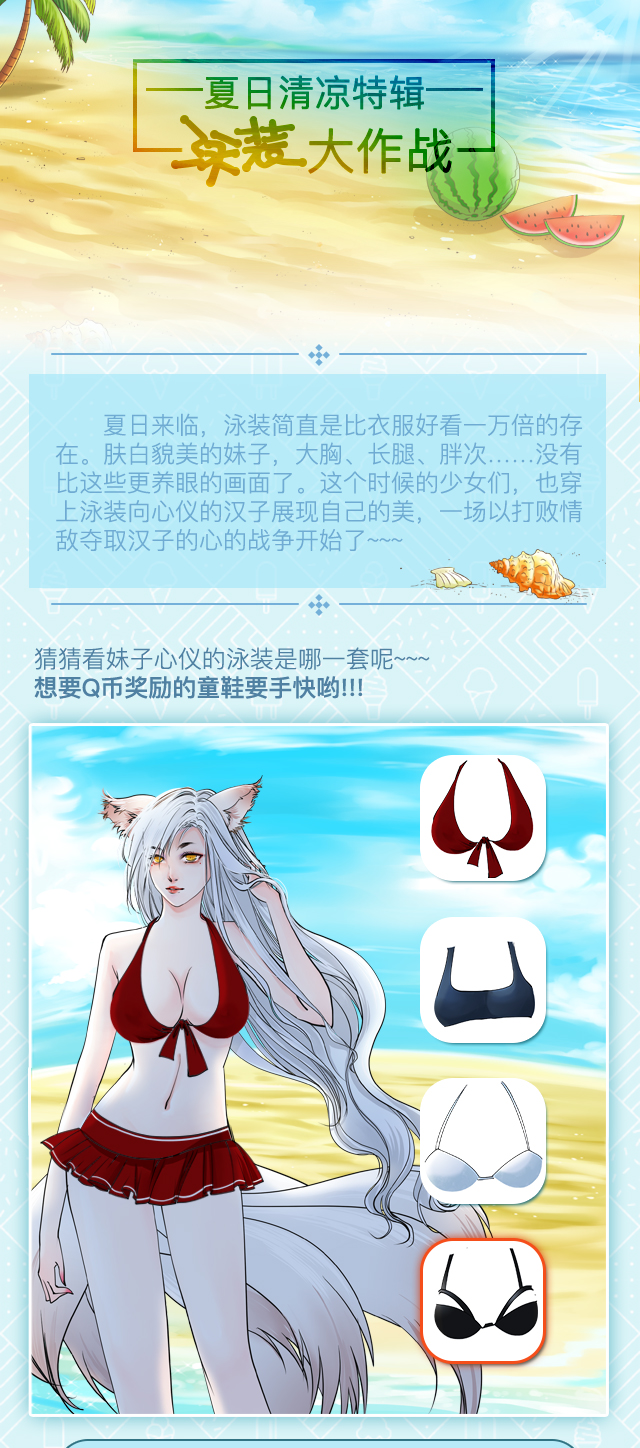 夏日清凉特辑
装大作战
夏日来临，泳装简直是比衣服好看一万倍的存
在。肤白貌美的妹子，大胸、长腿、胖次……没有
比这些更养眼的画面了。这个时候的少女们，也穿
上泳装向心仪的汉子展现自己的美，一场以打败情
敌夺取汉子的心的战争开始了~~~
猜猜看妹子心仪的泳装是哪一套呢~~~
想要Q币奖励的童鞋要手快哟!!!